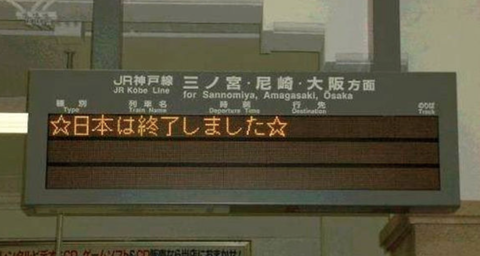 JR神戸線 三ノ宮・尼崎・大阪方面
JR Kōbe Line for Sannomiya, Amagasaki, Osaka
種別 列車名 時刻 行先 のりば
Type Train Name Departure Time Destination Track
☆日本は終了しました☆